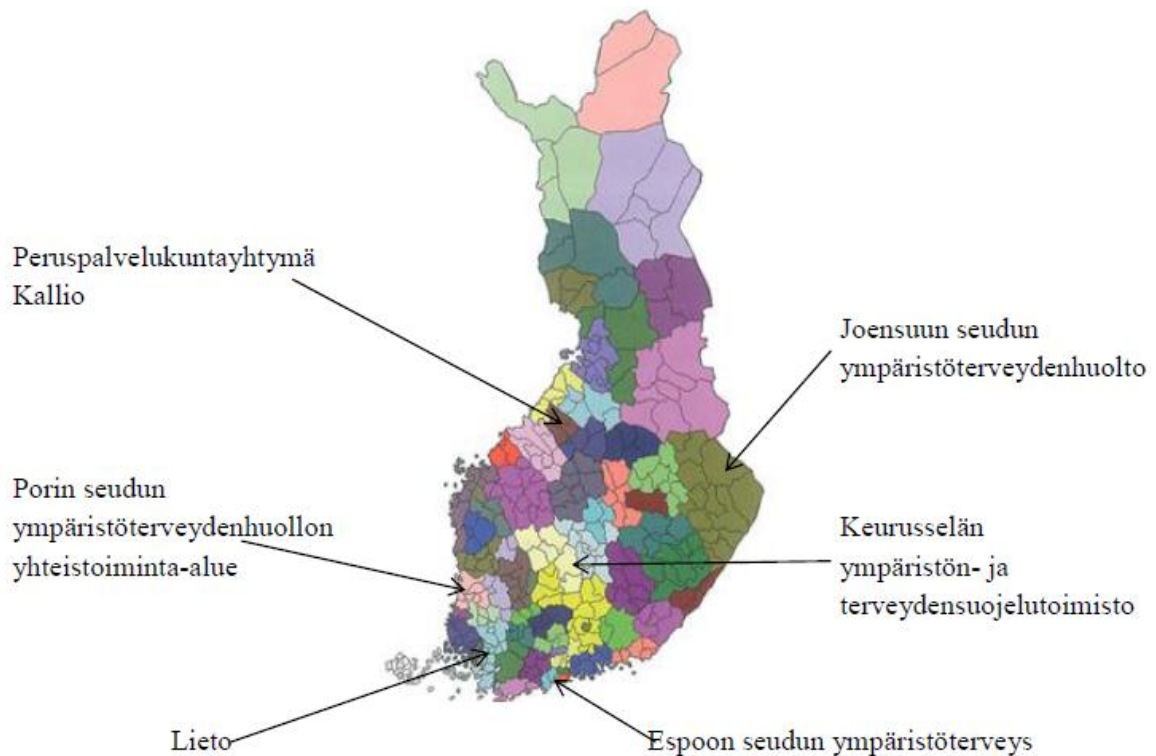 Peruspalvelukuntayhtymä
Kallio
Joensuun seudun
ympäristöterveydenhuolto
Porin seudun
ympäristöterveydenhuollon
yhteistoiminta-alue
Keurusselän
ympäristön- ja
terveydensuojelutoimisto
Lieto
Espoon seudun ympäristöterveys